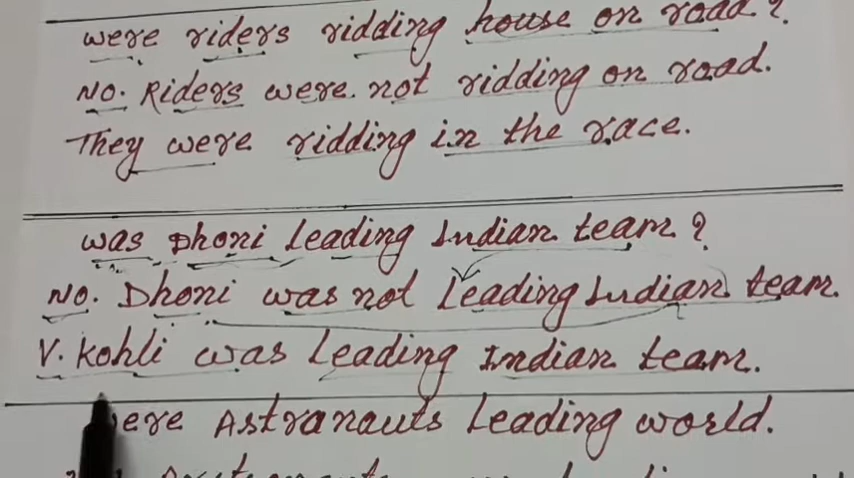 were riders ridding house on road?
No. Riders were not ridding on road.
They were ridding in the race.
was Dhoni leading Indian team?
No. Dhoni was not leading Indian team.
V. Kohli was leading Indian team.
ere Astranauts leading world.